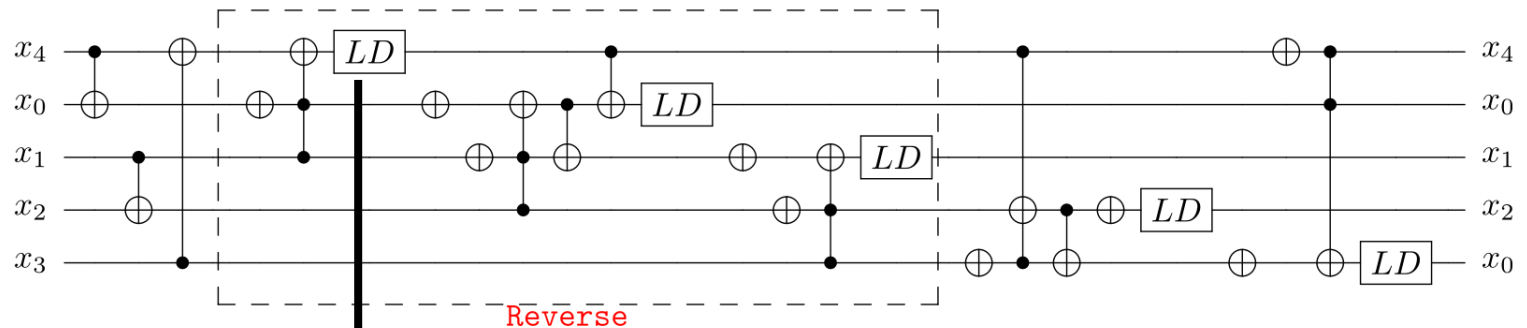 x₄ LD x₄
x₀ LD x₀
x₁ LD x₁
x₂ LD x₂
x₃ LD x₀
Reverse